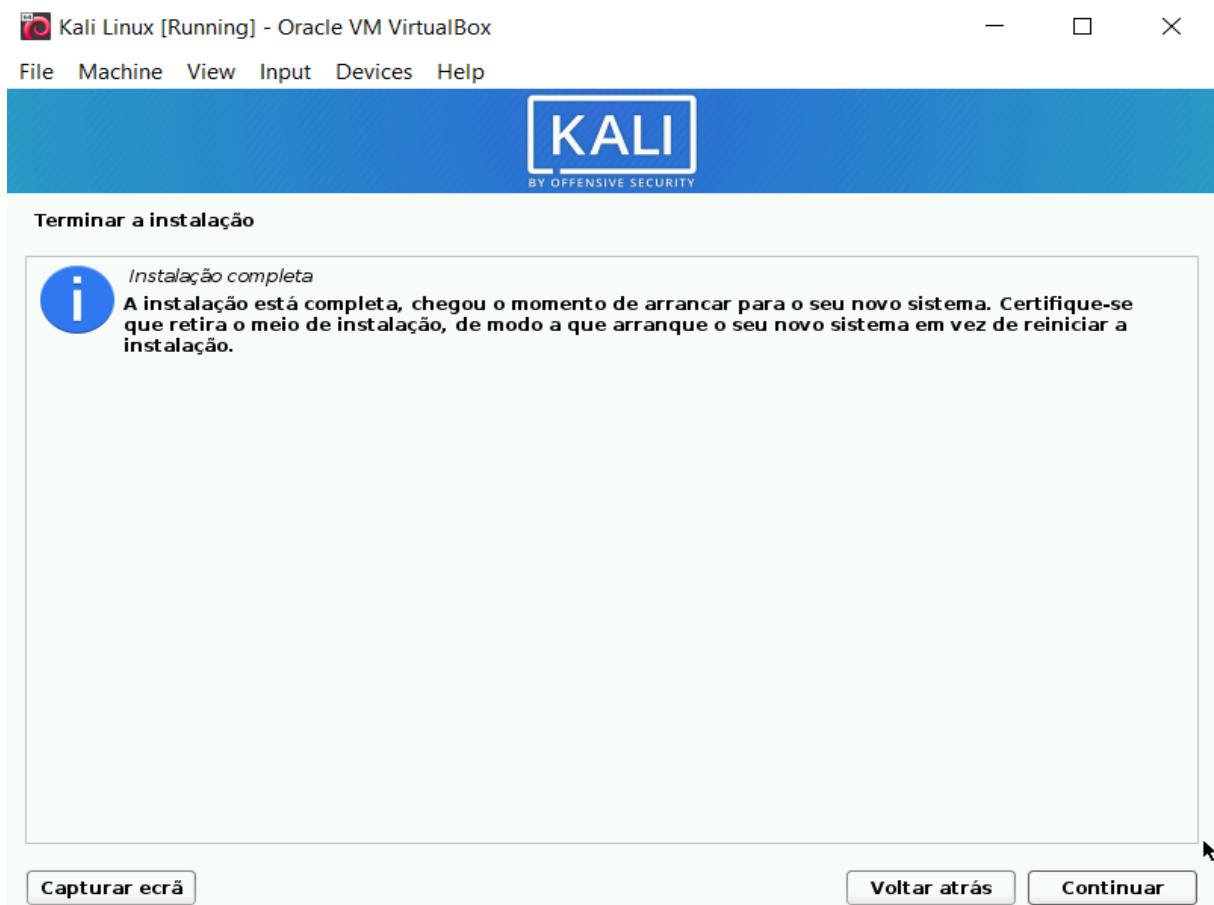 Kali Linux [Running] - Oracle VM VirtualBox
File Machine View Input Devices Help
KALI
BY OFFENSIVE SECURITY
Terminar a instalação
Instalação completa
A instalação está completa, chegou o momento de arrancar para o seu novo sistema. Certifique-se
que retira o meio de instalação, de modo a que arranque o seu novo sistema em vez de reiniciar a
instalação.
Capturar ecrã Voltar atrás Continuar